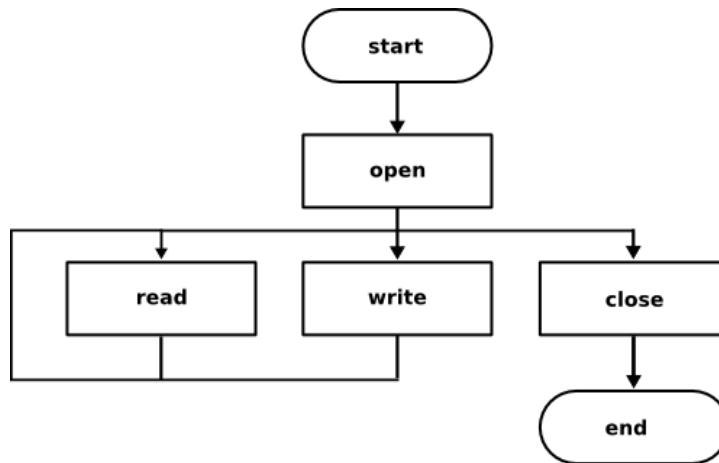 start
open
read
write
close
end